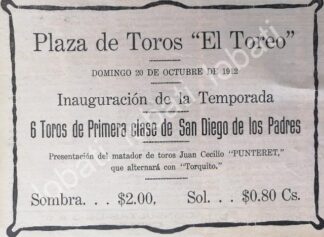 Plaza de Toros "El Toreo"
DOMINGO 20 DE OCTUBRE DE 1912
Inauguración de la Temporada
6 Toros de Primera clase de San Diego de los Padres
Presentación del matador de toros Juan Cecilio "PUNTERET,"
que alternará con "Torquito."
Sombra. . . $2.00. Sol. . . $0.80 Cs.